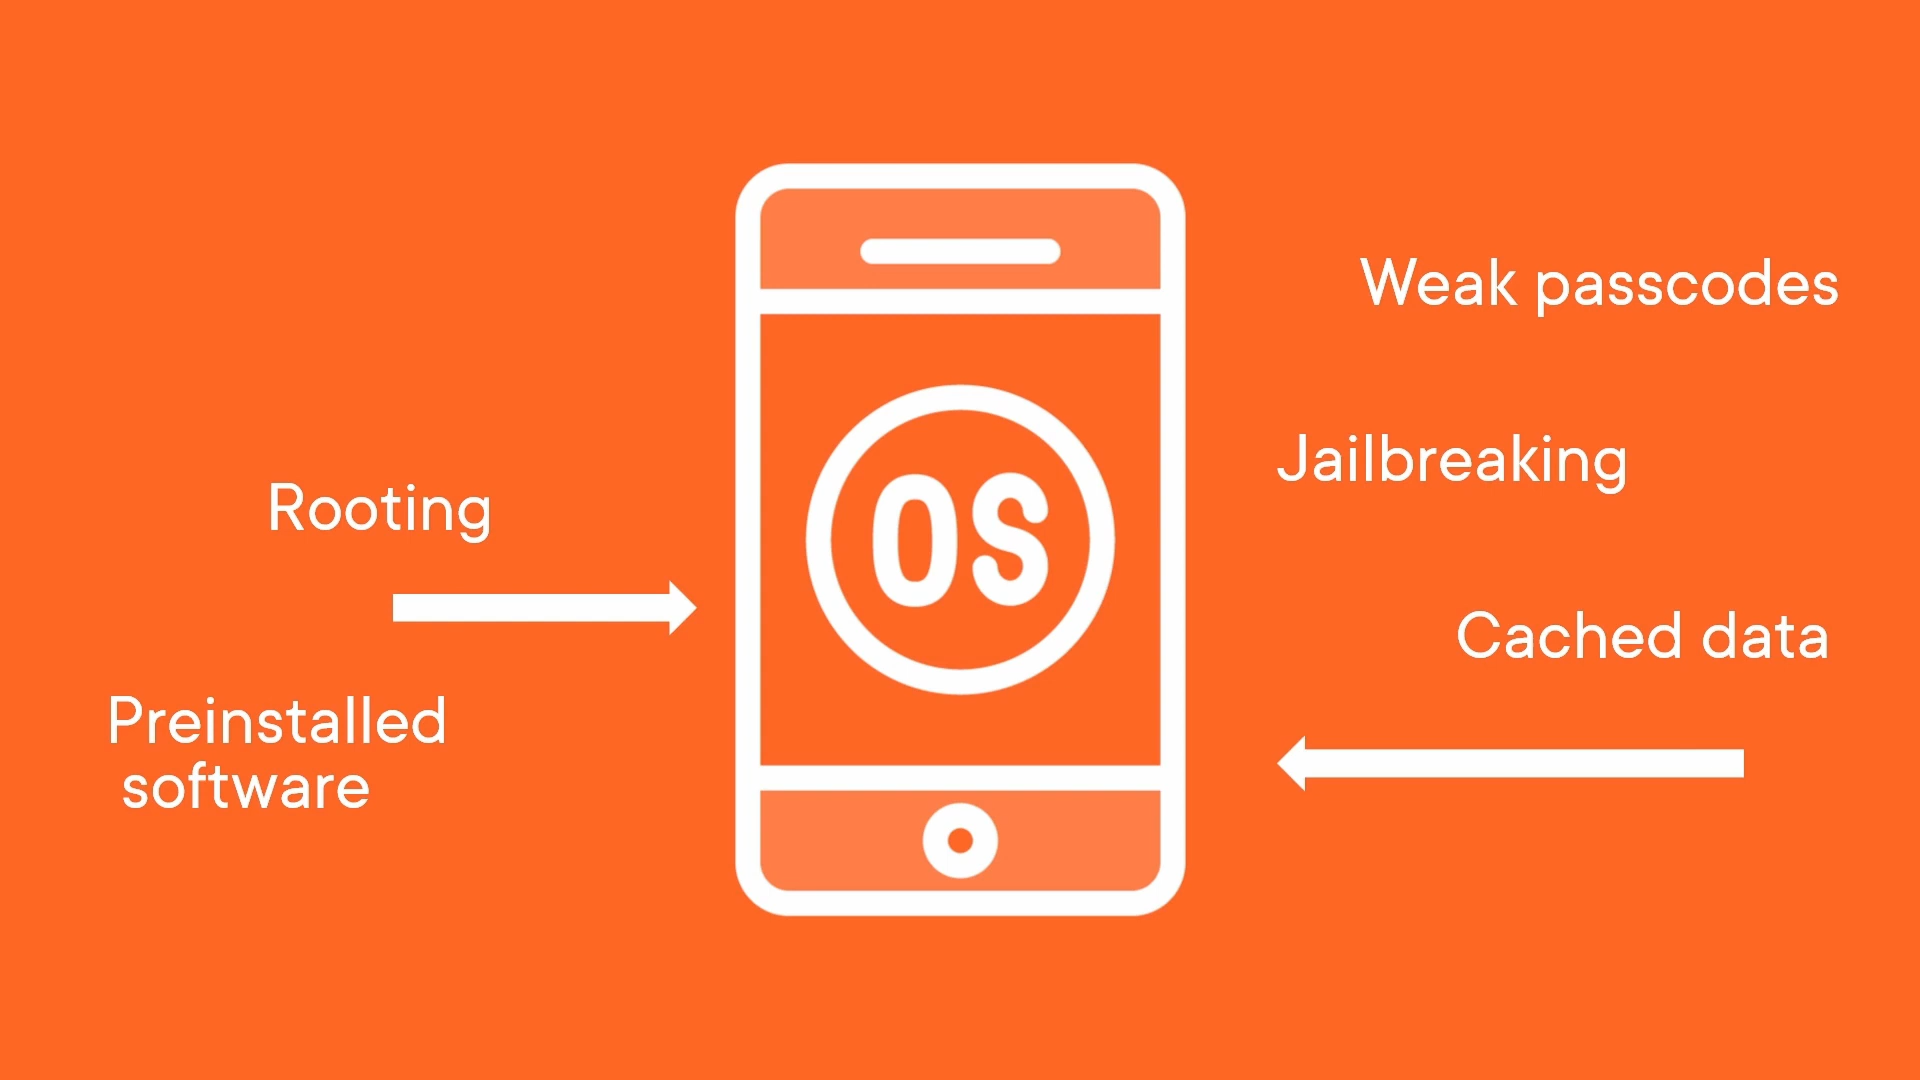 Rooting
Preinstalled
software
OS
Weak passcodes
Jailbreaking
Cached data